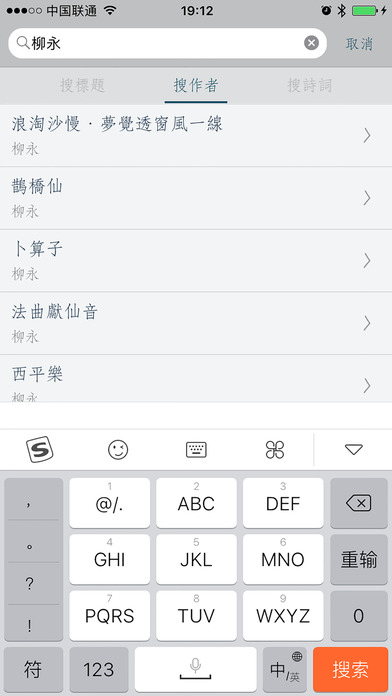 中国联通 19:12
柳永 取消
搜標題 搜作者 搜詩詞
浪淘沙慢·夢覺透窗風一線
柳永
鵲橋仙
柳永
卜算子
柳永
法曲獻仙音
柳永
西平樂
柳永
S
, 1 @/. 2 ABC 3 DEF
。 4 GHI 5 JKL 6 MNO 重输
? 7 PQRS 8 TUV 9 WXYZ 0
!
符 123 中/英 搜索